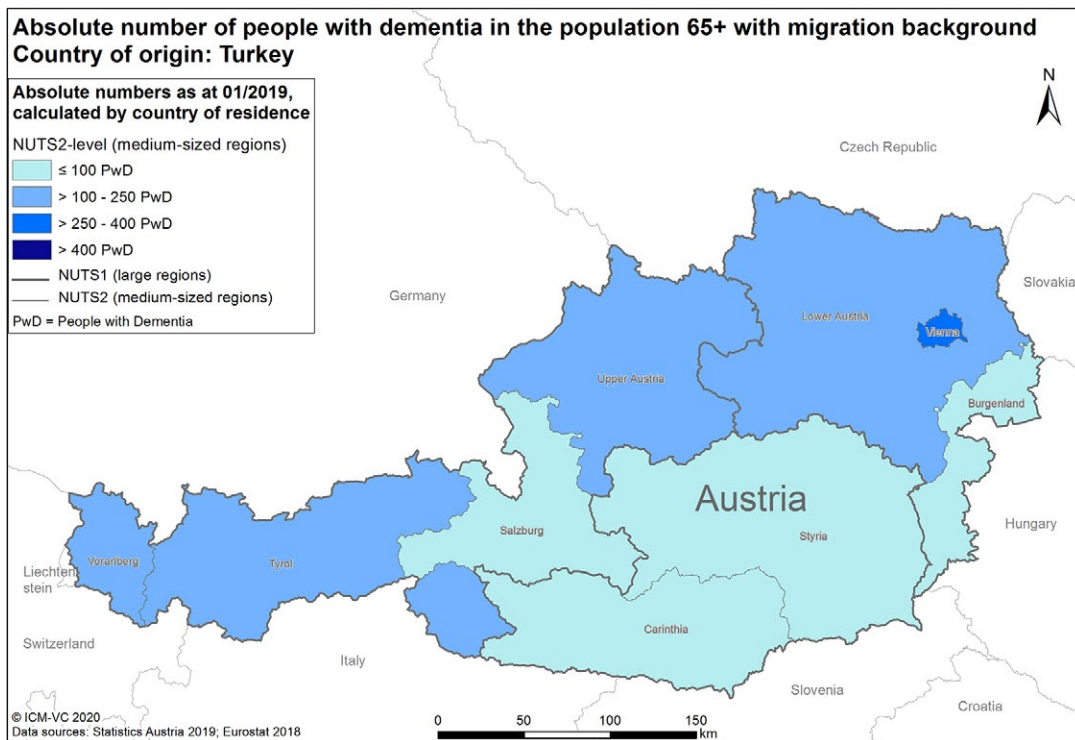 Absolute number of people with dementia in the population 65+ with migration background
Country of origin: Turkey
Absolute numbers as at 01/2019,
calculated by country of residence
NUTS2-level (medium-sized regions)
≤ 100 PwD
> 100 - 250 PwD
> 250 - 400 PwD
> 400 PwD
NUTS1 (large regions)
NUTS2 (medium-sized regions)
PwD = People with Dementia
N
Czech Republic
Slovakia
Germany
Lower Austria
Vienna
Upper Austria
Burgenland
Austria
Hungary
Salzburg
Styria
Vorarlberg
Tyrol
Liechten
stein
Switzerland
Carinthia
Italy
Slovenia
Croatia
© ICM-VC 2020
Data sources: Statistics Austria 2019; Eurostat 2018
0 50 100 150
km